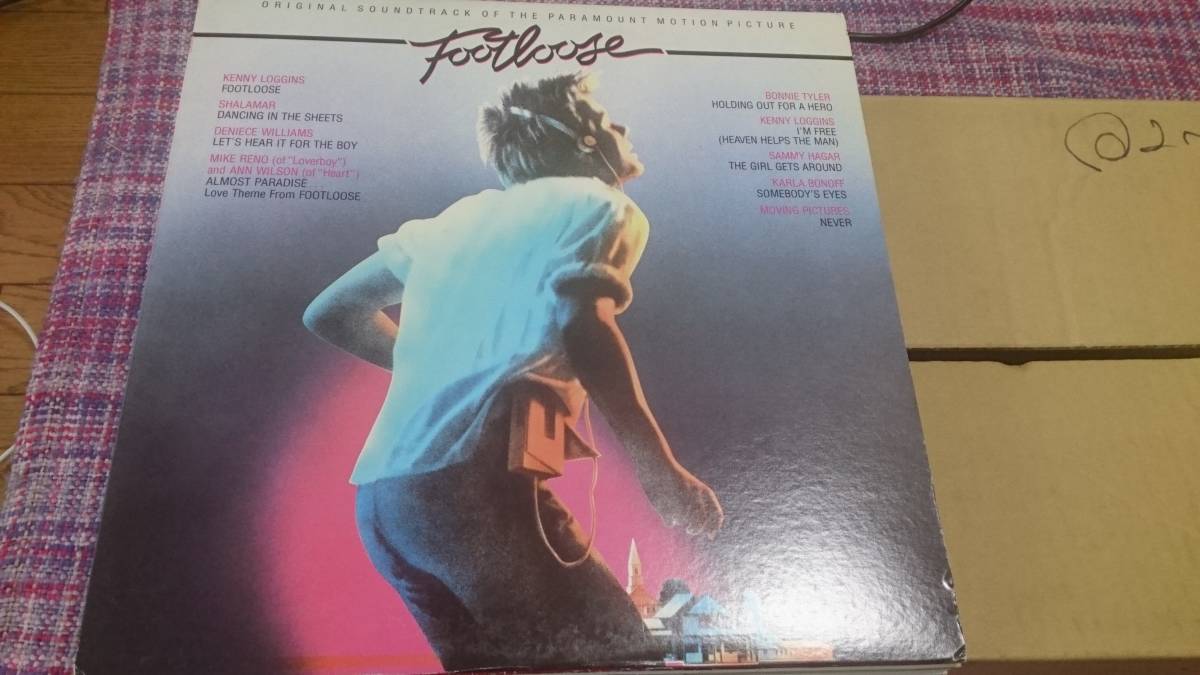 ORIGINAL SOUNDTRACK OF THE PARAMOUNT MOTION PICTURE
Footloose
KENNY LOGGINS
FOOTLOOSE
SHALAMAR
DANCING IN THE SHEETS
DENIECE WILLIAMS
LET'S HEAR IT FOR THE BOY
MIKE RENO (of "Loverboy")
and ANN WILSON (of "Heart")
ALMOST PARADISE...
Love Theme From FOOTLOOSE
BONNIE TYLER
HOLDING OUT FOR A HERO
KENNY LOGGINS
I'M FREE
(HEAVEN HELPS THE MAN)
SAMMY HAGAR
THE GIRL GETS AROUND
KARLA BONOFF
SOMEBODY'S EYES
MOVING PICTURES
NEVER